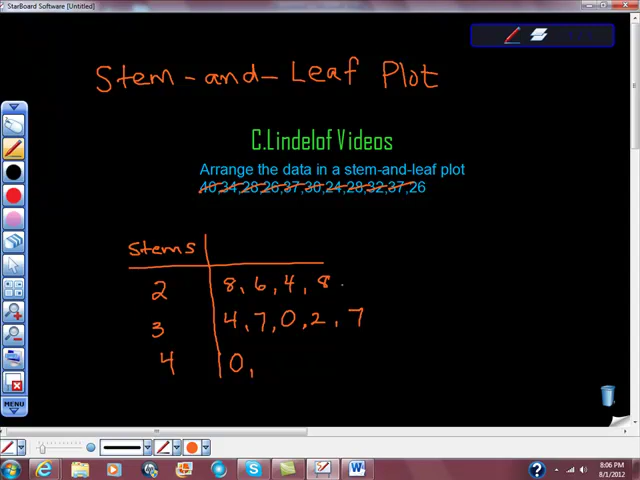 StarBoard Software [Untitled]
Stem-and-Leaf Plot
C.Lindelof Videos
Arrange the data in a stem-and-leaf plot
40,34,28,26,37,30,24,28,32,37,26
Stems
2 8, 6, 4, 8
3 4, 7, 0, 2, 7
4 0,
MENU
8:06 PM
8/1/2012